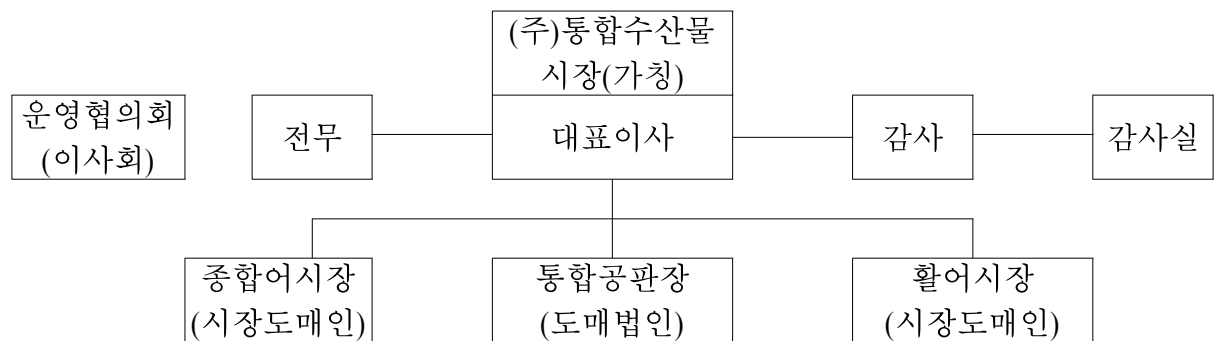 (주)통합수산물
시장(가칭)
운영협의회
(이사회)
전무
대표이사
감사
감사실
종합어시장
(시장도매인)
통합공판장
(도매법인)
활어시장
(시장도매인)